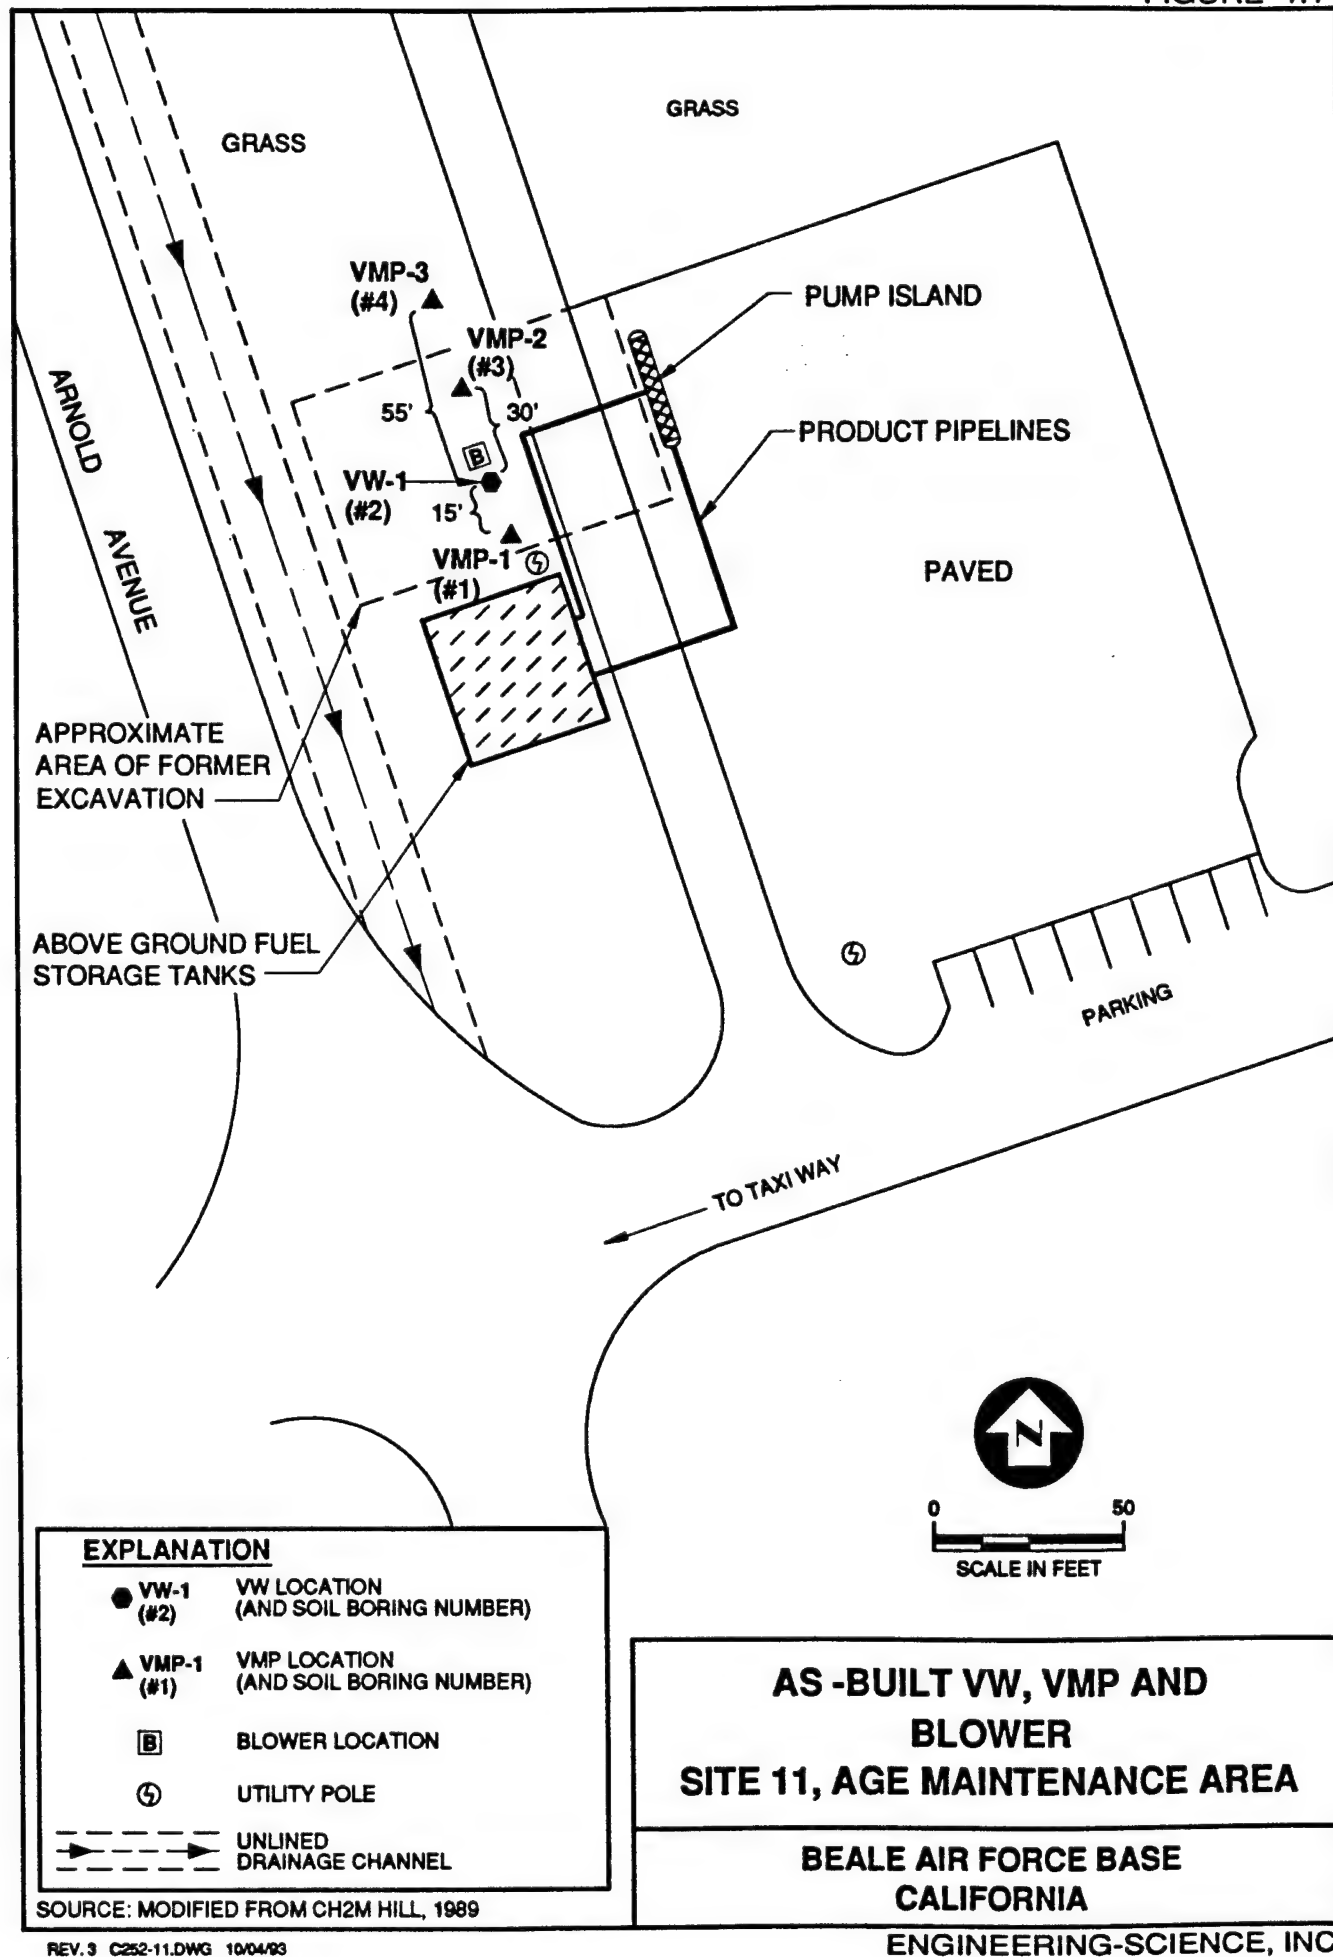 GRASS
GRASS
VMP-3
(#4)
VMP-2
(#3)
PUMP ISLAND
55'
30'
PRODUCT PIPELINES
B
VW-1
(#2)
15'
VMP-1
(#1)
ARNOLD
AVENUE
PAVED
APPROXIMATE
AREA OF FORMER
EXCAVATION
ABOVE GROUND FUEL
STORAGE TANKS
PARKING
TO TAXI WAY
N
0 50
SCALE IN FEET
EXPLANATION
VW-1 VW LOCATION
(#2) (AND SOIL BORING NUMBER)
VMP-1 VMP LOCATION
(#1) (AND SOIL BORING NUMBER)
B BLOWER LOCATION
UTILITY POLE
UNLINED
DRAINAGE CHANNEL
SOURCE: MODIFIED FROM CH2M HILL, 1989
AS -BUILT VW, VMP AND
BLOWER
SITE 11, AGE MAINTENANCE AREA
BEALE AIR FORCE BASE
CALIFORNIA
REV. 3 C252-11.DWG 10/04/93
ENGINEERING-SCIENCE, INC